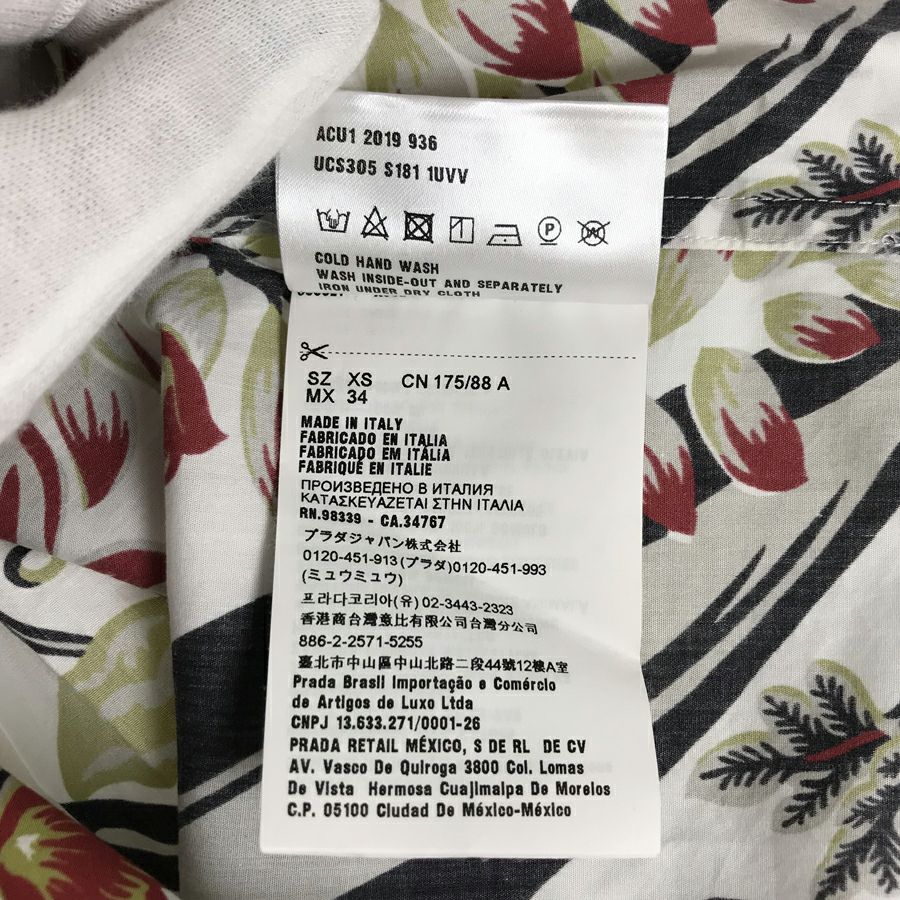 ACU1 2019 936
UCS305 S181 1UVV
P
COLD HAND WASH
WASH INSIDE-OUT AND SEPARATELY
IRON UNDER DRY CLOTH
SZ XS CN 175/88 A
MX 34
MADE IN ITALY
FABRICADO EN ITALIA
FABRICADO EM ITÁLIA
FABRIQUÉ EN ITALIE
ПРОИЗВЕДЕНО В ИТАЛИЯ
ΚΑΤΑΣΚΕΥΑΖΕΤΑΙ ΣΤΗΝ ΙΤΑΛΙΑ
RN.98339 - CA.34767
プラダジャパン株式会社
0120-451-913(プラダ)0120-451-993
(ミュウミュウ)
프라다코리아(유) 02-3443-2323
香港商台灣意比有限公司台灣分公司
886-2-2571-5255
臺北市中山區中山北路二段44號12樓A室
Prada Brasil Importação e Comércio
de Artigos de Luxo Ltda
CNPJ 13.633.271/0001-26
PRADA RETAIL MÉXICO, S DE RL DE CV
AV. Vasco De Quiroga 3800 Col. Lomas
De Vista Hermosa Cuajimalpa De Morelos
C.P. 05100 Ciudad De México-México